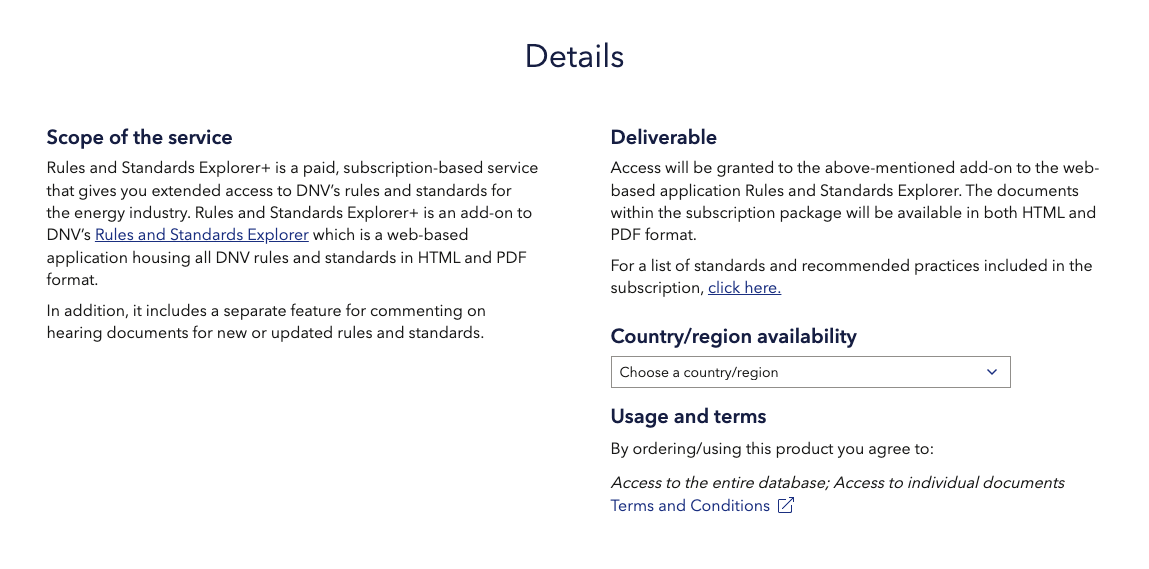 Details
Scope of the service
Rules and Standards Explorer+ is a paid, subscription-based service
that gives you extended access to DNV’s rules and standards for
the energy industry. Rules and Standards Explorer+ is an add-on to
DNV’s Rules and Standards Explorer which is a web-based
application housing all DNV rules and standards in HTML and PDF
format.
In addition, it includes a separate feature for commenting on
hearing documents for new or updated rules and standards.
Deliverable
Access will be granted to the above-mentioned add-on to the web-
based application Rules and Standards Explorer. The documents
within the subscription package will be available in both HTML and
PDF format.
For a list of standards and recommended practices included in the
subscription, click here.
Country/region availability
Choose a country/region
Usage and terms
By ordering/using this product you agree to:
Access to the entire database; Access to individual documents
Terms and Conditions